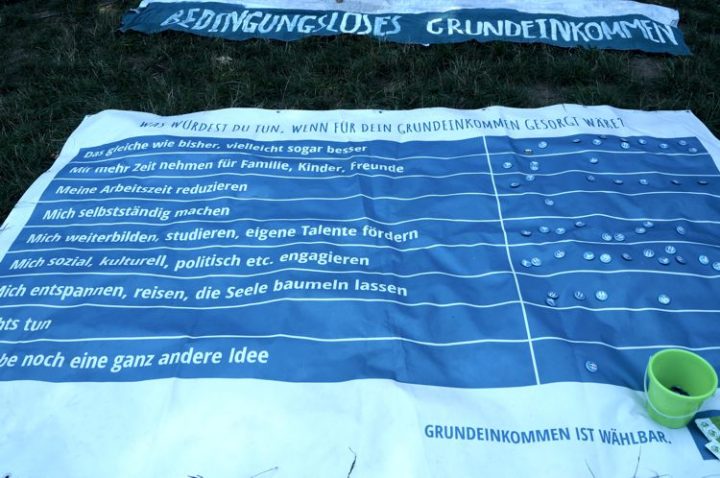 BEDINGUNGSLOSES GRUNDEINKOMMEN
WAS WÜRDEST DU TUN, WENN FÜR DEIN GRUNDEINKOMMEN GESORGT WÄRE?
Das gleiche wie bisher, vielleicht sogar besser
Mir mehr Zeit nehmen für Familie, Kinder, Freunde
Meine Arbeitszeit reduzieren
Mich selbstständig machen
Mich weiterbilden, studieren, eigene Talente fördern
Mich sozial, kulturell, politisch etc. engagieren
Mich entspannen, reisen, die Seele baumeln lassen
hts tun
be noch eine ganz andere Idee
GRUNDEINKOMMEN IST WÄHLBAR.